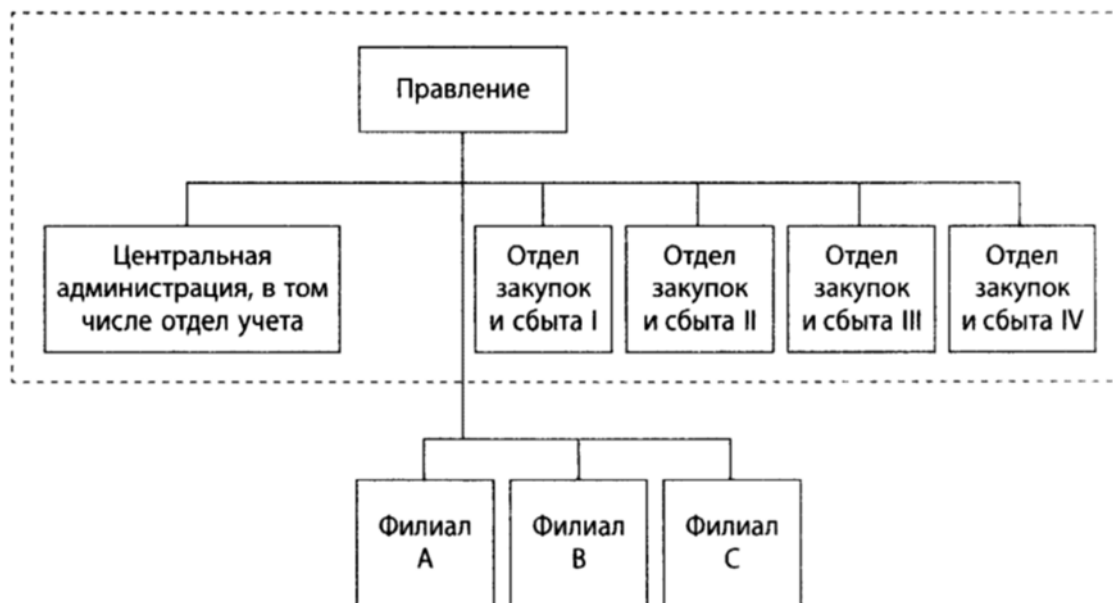 Правление
Центральная
администрация, в том
числе отдел учета
Отдел
закупок
и сбыта I
Отдел
закупок
и сбыта II
Отдел
закупок
и сбыта III
Отдел
закупок
и сбыта IV
Филиал
А
Филиал
В
Филиал
С